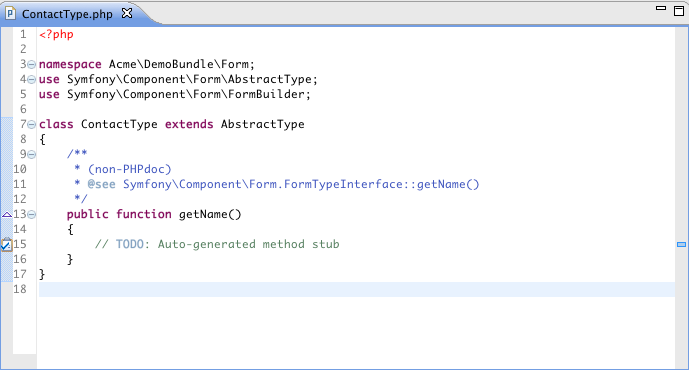 ContactType.php
1 <?php
2
3 namespace Acme\DemoBundle\Form;
4 use Symfony\Component\Form\AbstractType;
5 use Symfony\Component\Form\FormBuilder;
6
7 class ContactType extends AbstractType
8 {
9 /**
10 * (non-PHPdoc)
11 * @see Symfony\Component\Form.FormTypeInterface::getName()
12 */
13 public function getName()
14 {
15 // TODO: Auto-generated method stub
16 }
17 }
18